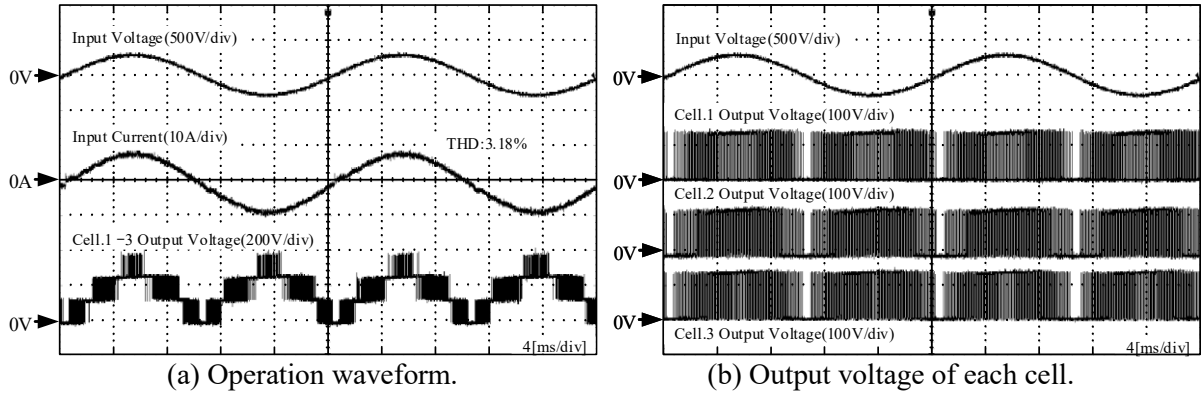 Input Voltage(500V/div)
0V
Input Current(10A/div)
THD:3.18%
0A
Cell.1 −3 Output Voltage(200V/div)
0V
4[ms/div]
(a) Operation waveform.
Input Voltage(500V/div)
0V
Cell.1 Output Voltage(100V/div)
0V
Cell.2 Output Voltage(100V/div)
0V
0V
Cell.3 Output Voltage(100V/div)
4[ms/div]
(b) Output voltage of each cell.